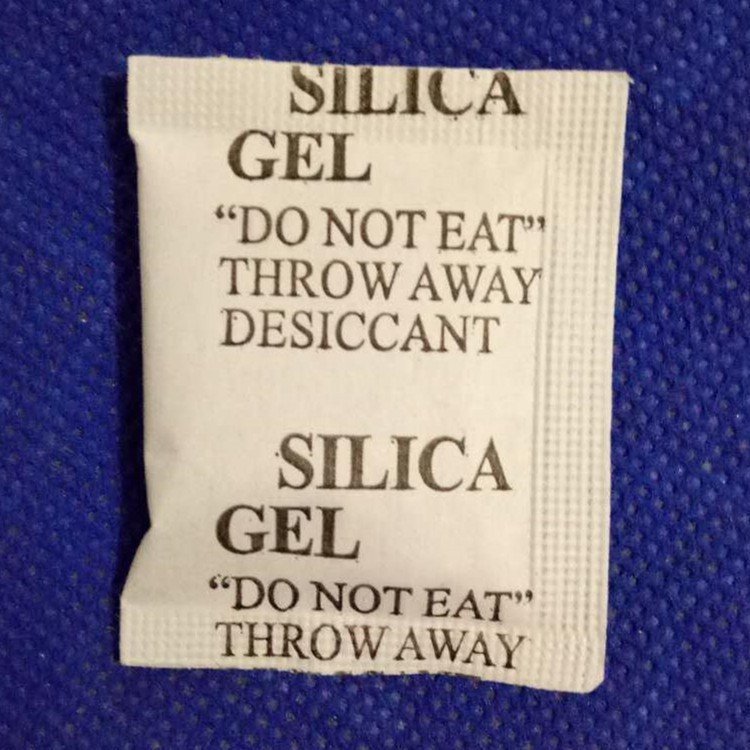 SILICA
GEL
“DO NOT EAT”
THROW AWAY
DESICCANT
SILICA
GEL
“DO NOT EAT”
THROW AWAY